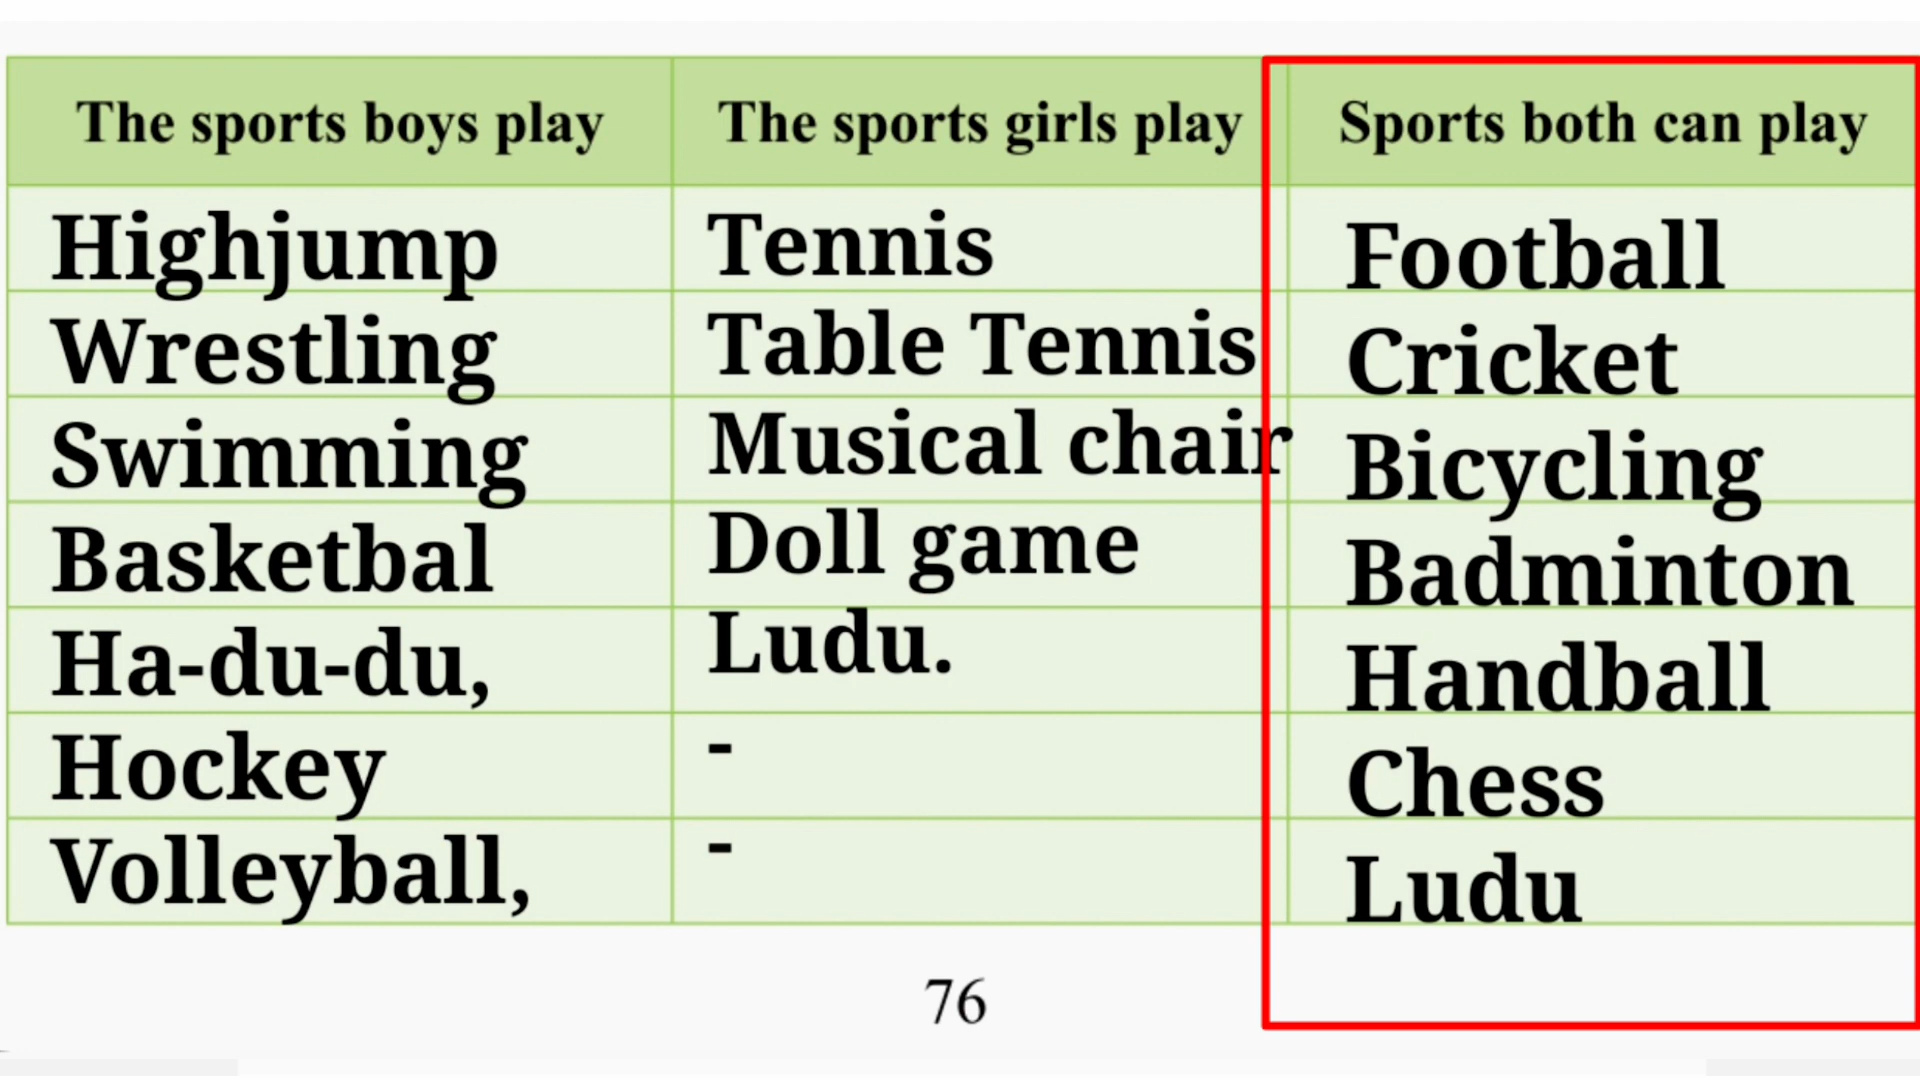 The sports boys play The sports girls play Sports both can play
Highjump Tennis Football
Wrestling Table Tennis Cricket
Swimming Musical chair Bicycling
Basketbal Doll game Badminton
Ha-du-du, Ludu. Handball
Hockey - Chess
Volleyball, - Ludu
76